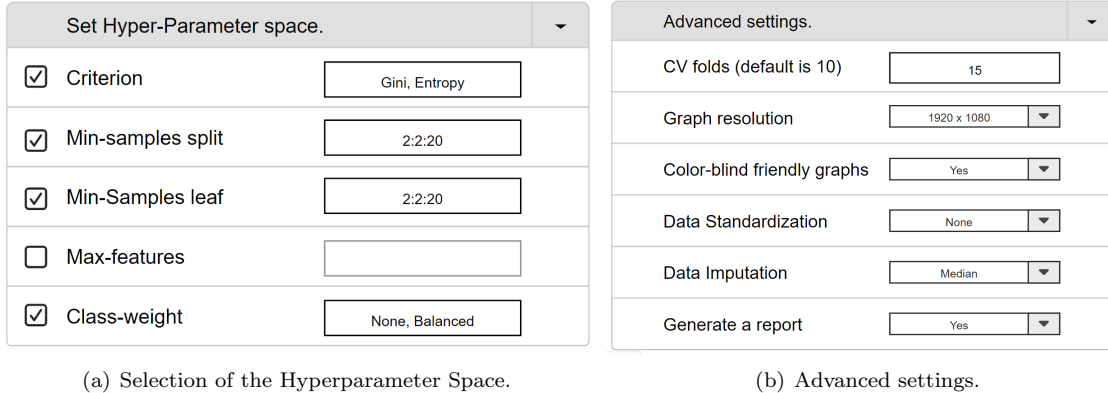 Set Hyper-Parameter space.
Criterion Gini, Entropy
Min-samples split 2:2:20
Min-Samples leaf 2:2:20
Max-features
Class-weight None, Balanced
(a) Selection of the Hyperparameter Space.
Advanced settings.
CV folds (default is 10) 15
Graph resolution 1920 x 1080
Color-blind friendly graphs Yes
Data Standardization None
Data Imputation Median
Generate a report Yes
(b) Advanced settings.